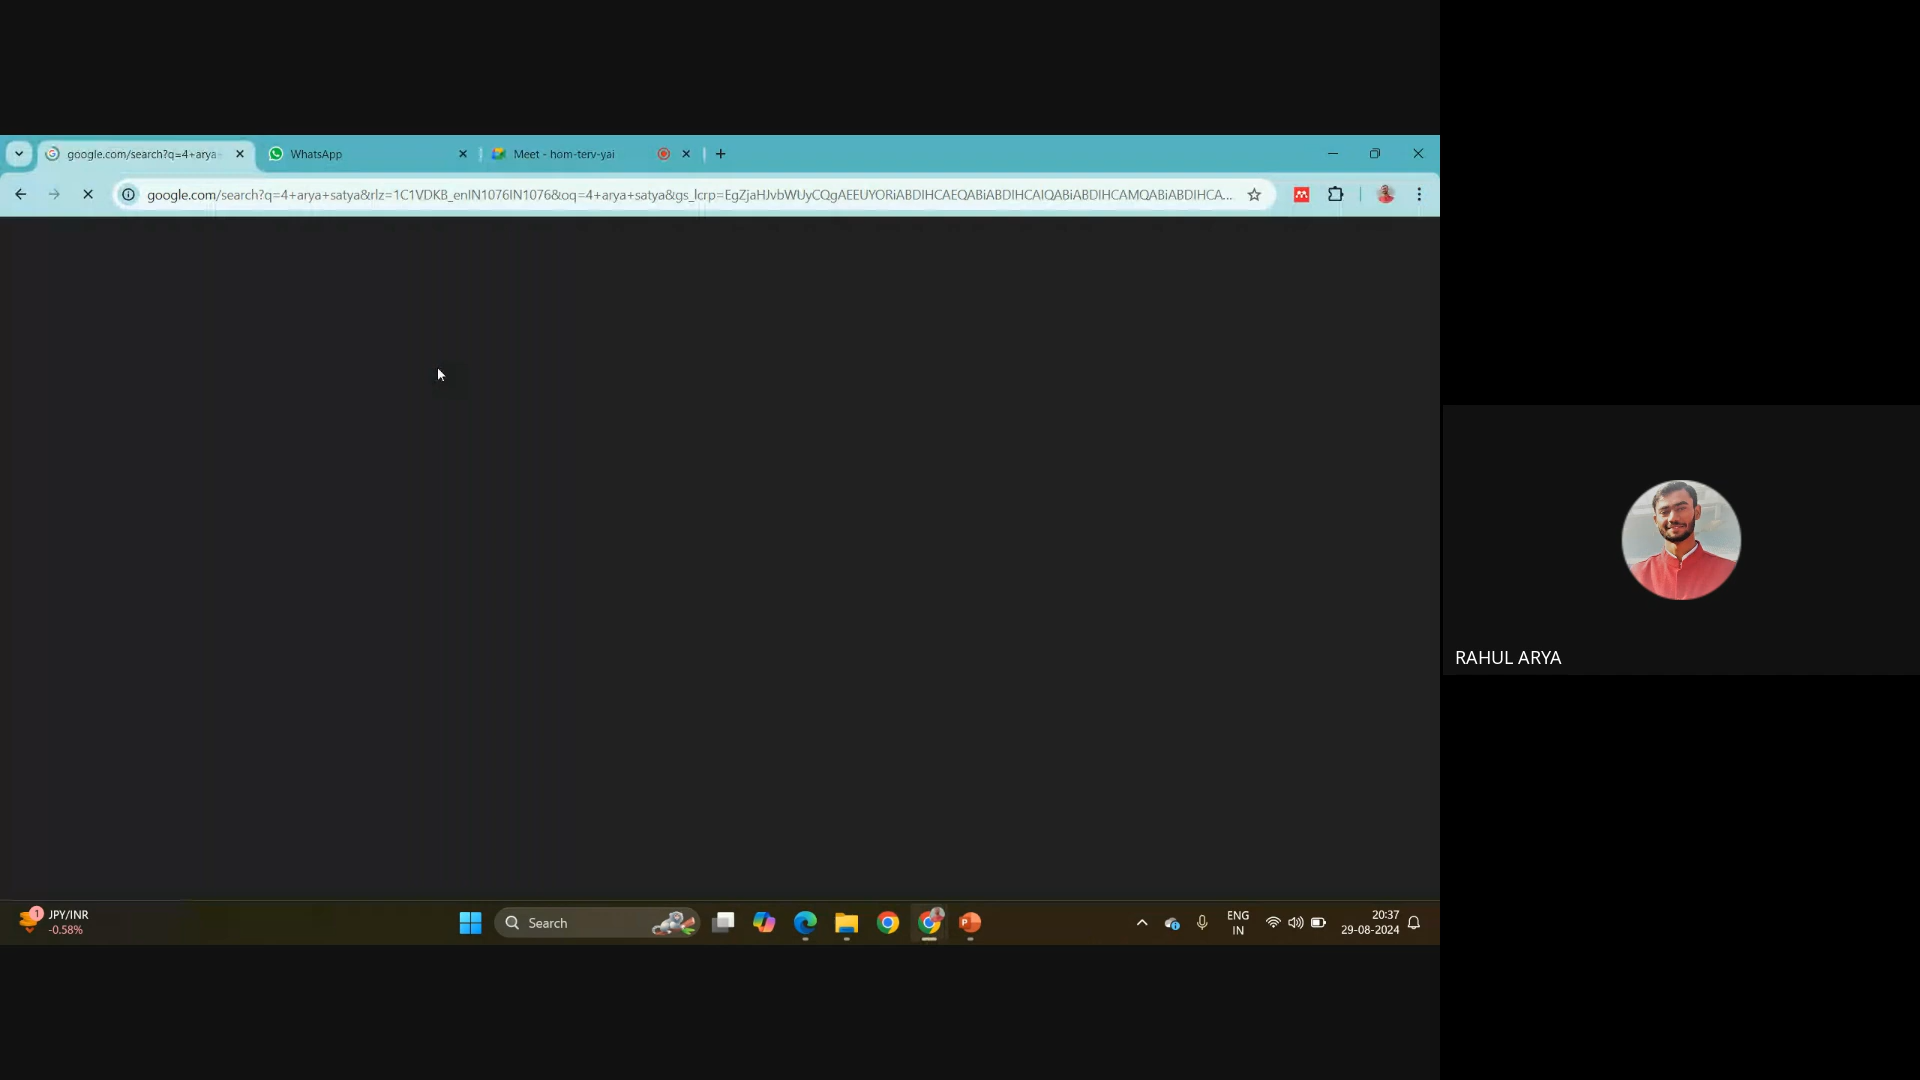 google.com/search?q=4+arya
WhatsApp
Meet - hom-terv-yai
google.com/search?q=4+arya+satya&rlz=1C1VDKB_enIN1076IN1076&oq=4+arya+satya&gs_lcrp=EgZjaHJvbWUyCQgAEEUYORiABDIHCAEQABiABDIHCAIQABiABDIHCAMQABiABDIHCA...
RAHUL ARYA
1
JPY/INR
-0.58%
Search
ENG
IN
20:37
29-08-2024